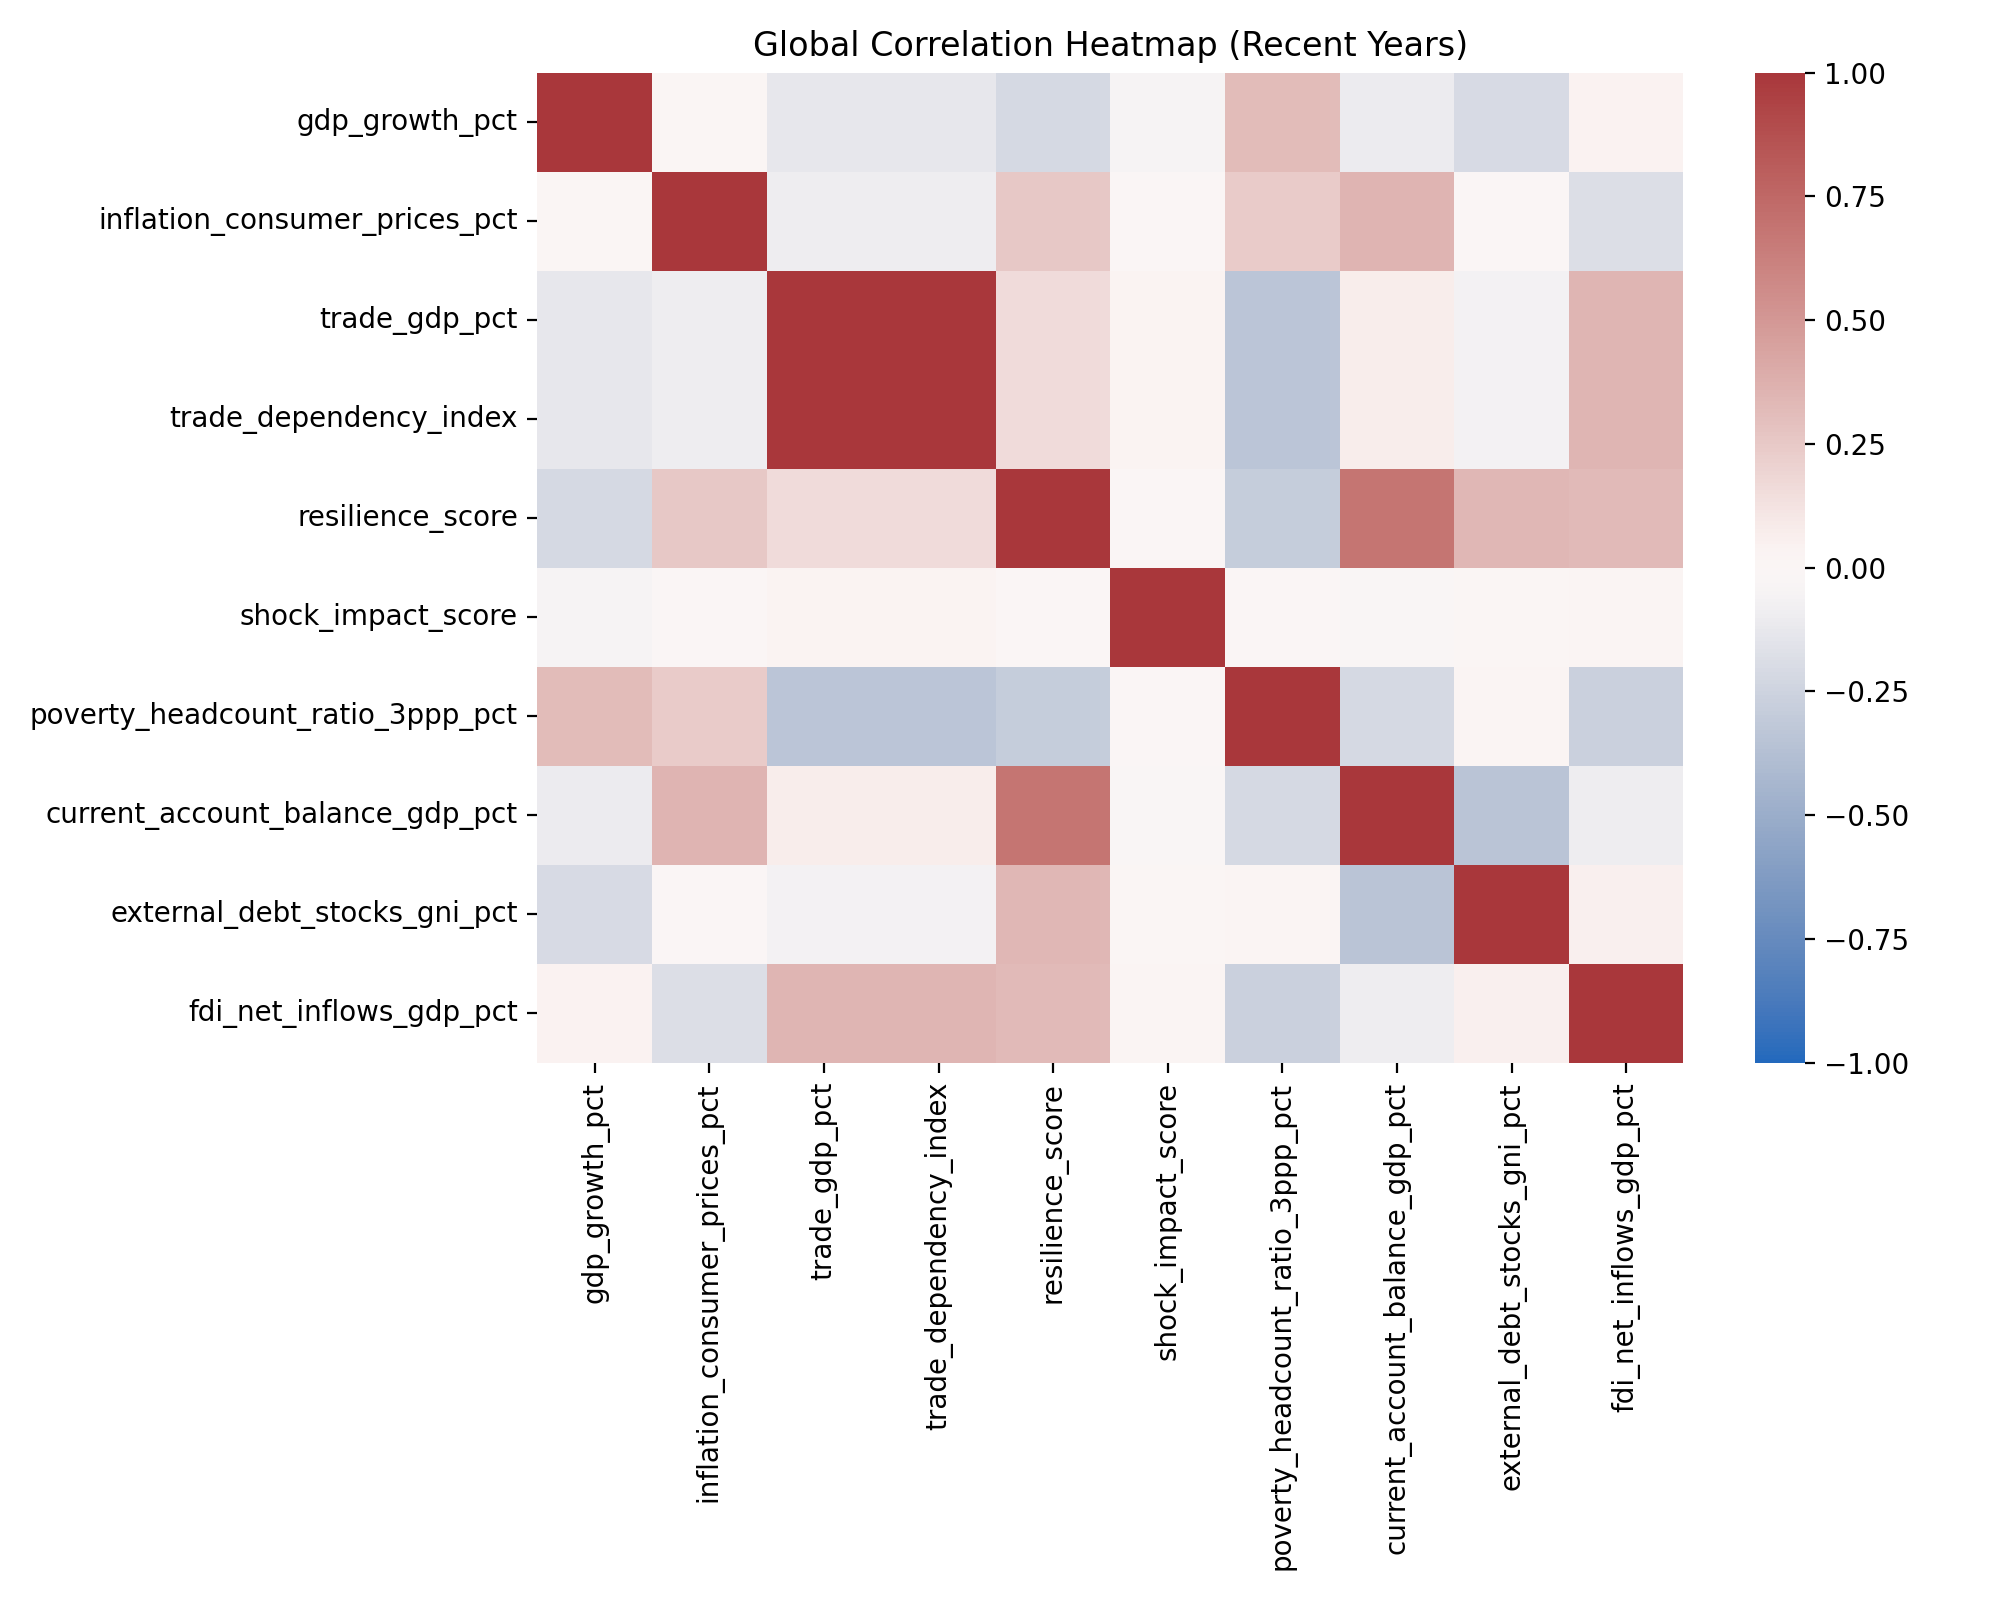 Global Correlation Heatmap (Recent Years)
gdp_growth_pct
inflation_consumer_prices_pct
trade_gdp_pct
trade_dependency_index
resilience_score
shock_impact_score
poverty_headcount_ratio_3ppp_pct
current_account_balance_gdp_pct
external_debt_stocks_gni_pct
fdi_net_inflows_gdp_pct
gdp_growth_pct
inflation_consumer_prices_pct
trade_gdp_pct
trade_dependency_index
resilience_score
shock_impact_score
poverty_headcount_ratio_3ppp_pct
current_account_balance_gdp_pct
external_debt_stocks_gni_pct
fdi_net_inflows_gdp_pct
1.00
0.75
0.50
0.25
0.00
−0.25
−0.50
−0.75
−1.00